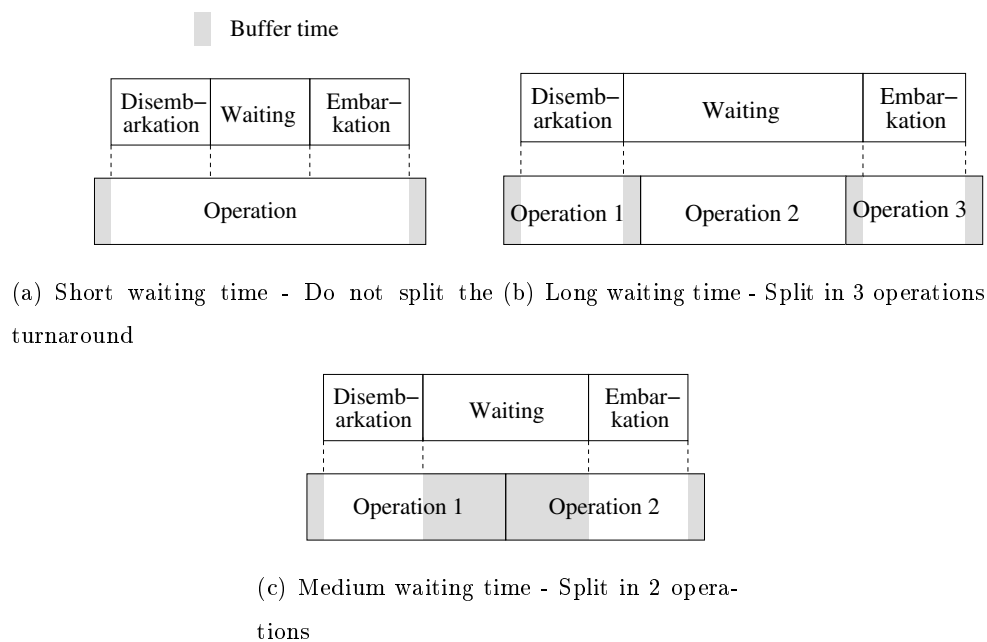 Buffer time
Disemb–
arkation
Waiting
Embar–
kation
Operation
Disemb–
arkation
Waiting
Embar–
kation
Operation 1
Operation 2
Operation 3
(a) Short waiting time - Do not split the
turnaround
(b) Long waiting time - Split in 3 operations
Disemb–
arkation
Waiting
Embar–
kation
Operation 1
Operation 2
(c) Medium waiting time - Split in 2 opera-
tions